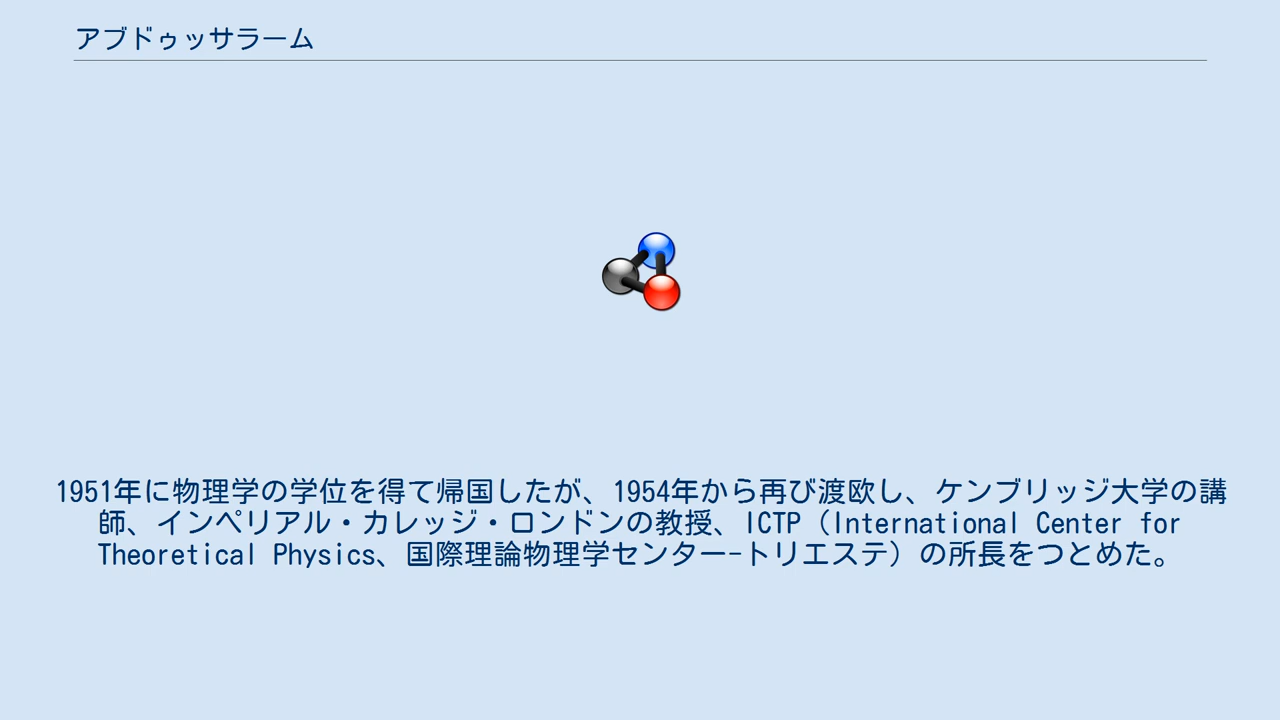 アブドゥッサラーム
1951年に物理学の学位を得て帰国したが、1954年から再び渡欧し、ケンブリッジ大学の講
師、インペリアル・カレッジ・ロンドンの教授、ICTP（International Center for
Theoretical Physics、国際理論物理学センター-トリエステ）の所長をつとめた。